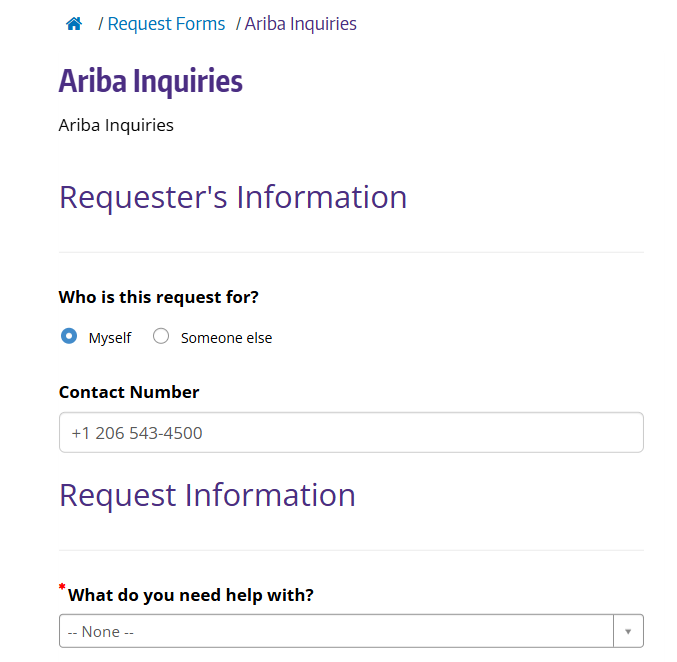 / Request Forms / Ariba Inquiries
Ariba Inquiries
Ariba Inquiries
Requester's Information
Who is this request for?
Myself Someone else
Contact Number
+1 206 543-4500
Request Information
* What do you need help with?
-- None --